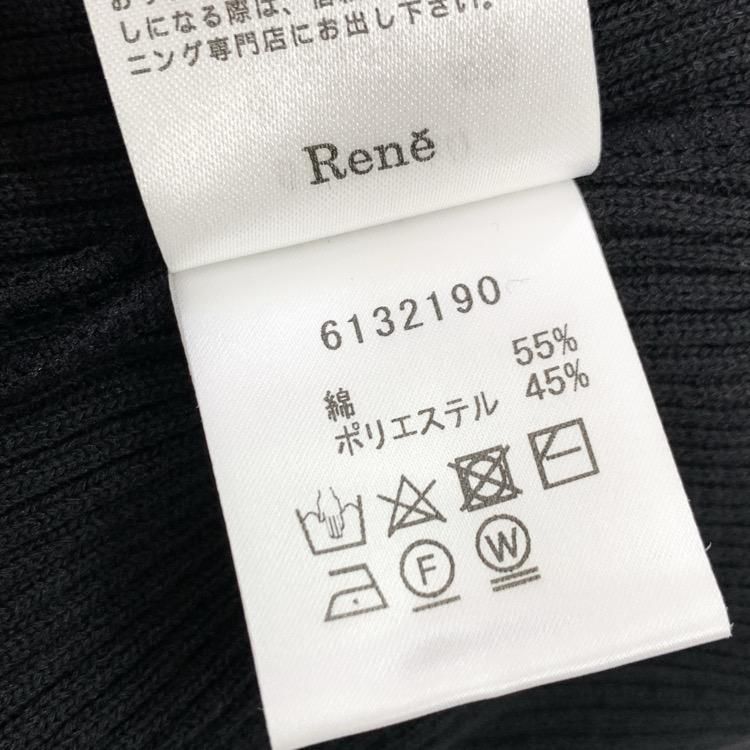 しになる際は、信
ニング専門店にお出し下さい。
René
6132190
綿 55%
ポリエステル 45%
F W